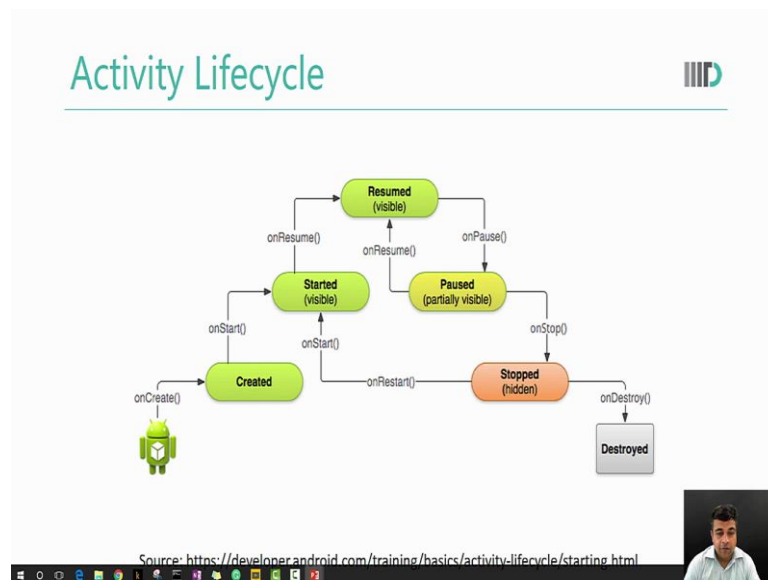 Activity Lifecycle
Resumed
(visible)
onResume()
onResume()
onPause()
Started
(visible)
Paused
(partially visible)
onStart()
onStart()
onStop()
Created
onRestart()
Stopped
(hidden)
onCreate()
onDestroy()
Destroyed
Source: https://developer.android.com/training/basics/activity-lifecycle/starting.html